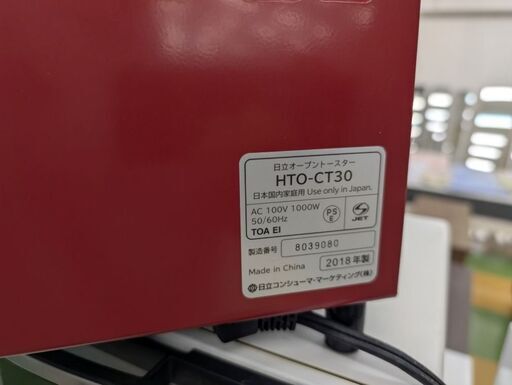 日立オーブントースター
HTO-CT30
日本国内家庭用 Use only in Japan.
AC 100V 1000W
50/60Hz
PS
E
JET
TOA EI
製造番号 8039080
Made in China 2018年製
日立コンシューマ・マーケティング(株)